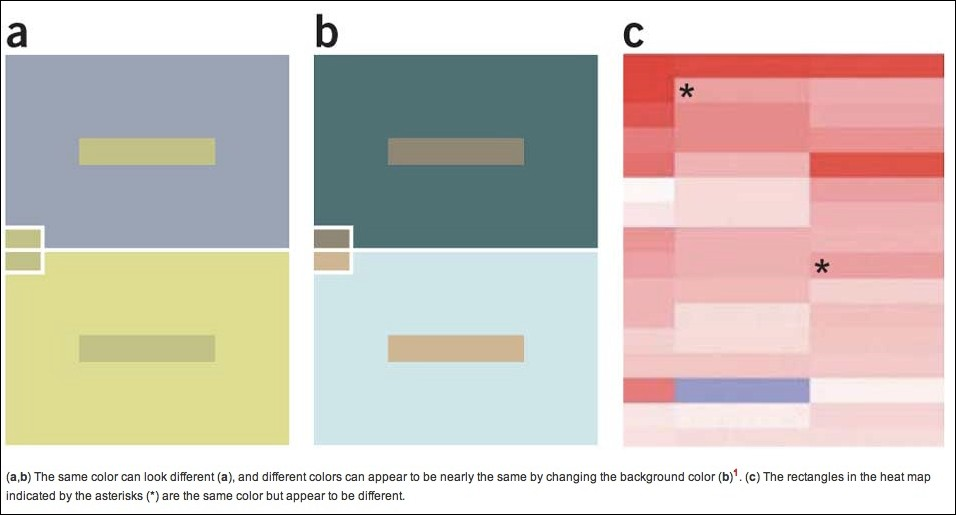 a b c
*
*
(a,b) The same color can look different (a), and different colors can appear to be nearly the same by changing the background color (b)1. (c) The rectangles in the heat map
indicated by the asterisks (*) are the same color but appear to be different.